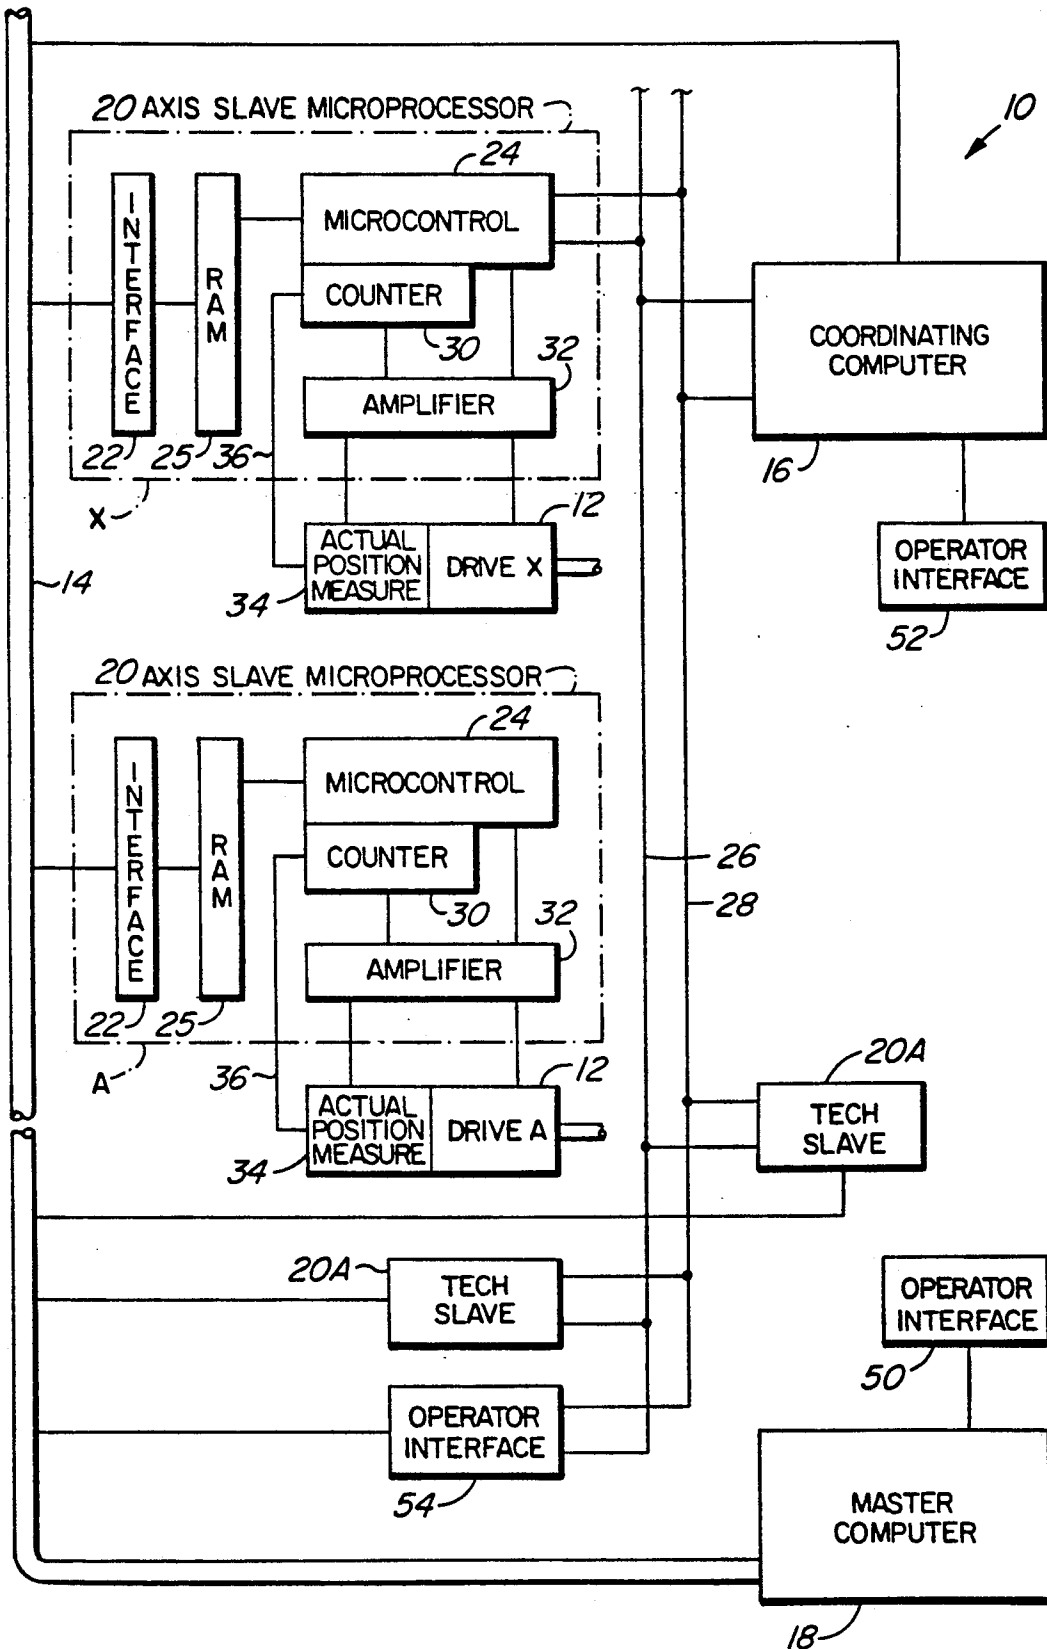 10
20 AXIS SLAVE MICROPROCESSOR
24
INTERFACE
RAM
MICROCONTROL
COUNTER
30
32
AMPLIFIER
22
25
36
X
12
ACTUAL
POSITION
MEASURE
DRIVE X
34
14
COORDINATING
COMPUTER
16
OPERATOR
INTERFACE
52
20 AXIS SLAVE MICROPROCESSOR
24
INTERFACE
RAM
MICROCONTROL
COUNTER
30
32
AMPLIFIER
22
25
36
A
12
ACTUAL
POSITION
MEASURE
DRIVE A
34
26
28
20A
TECH
SLAVE
20A
TECH
SLAVE
OPERATOR
INTERFACE
50
OPERATOR
INTERFACE
54
MASTER
COMPUTER
18